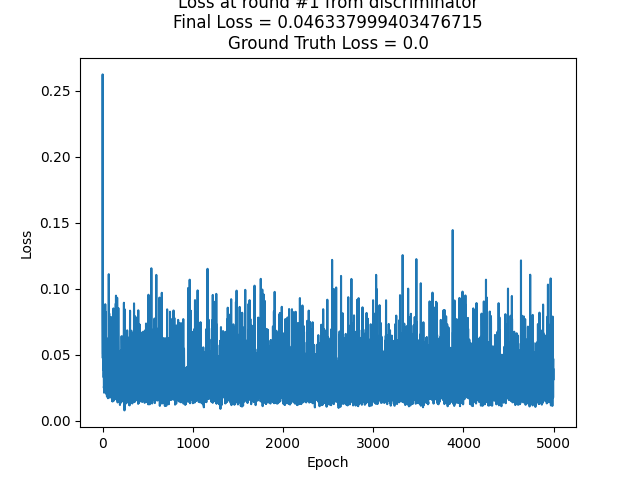 Loss at round #1 from discriminator
Final Loss = 0.046337999403476715
Ground Truth Loss = 0.0
0.25
0.20
0.15
0.10
0.05
0.00
Loss
0
1000
2000
3000
4000
5000
Epoch